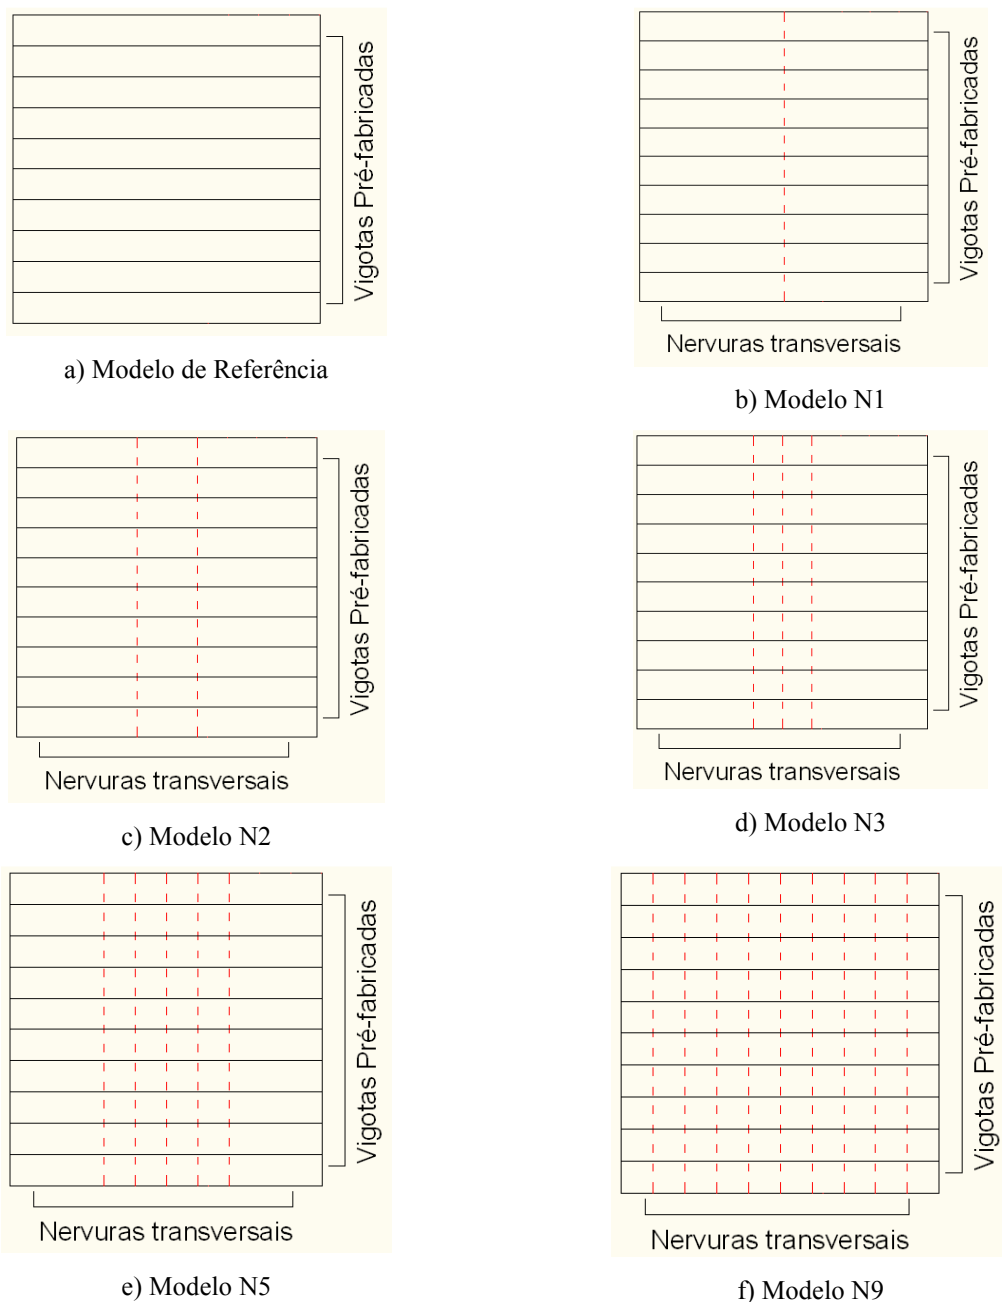 Vigotas Pré-fabricadas
a) Modelo de Referência
Vigotas Pré-fabricadas
Nervuras transversais
b) Modelo N1
Vigotas Pré-fabricadas
Nervuras transversais
c) Modelo N2
Vigotas Pré-fabricadas
Nervuras transversais
d) Modelo N3
Vigotas Pré-fabricadas
Nervuras transversais
e) Modelo N5
Vigotas Pré-fabricadas
Nervuras transversais
f) Modelo N9